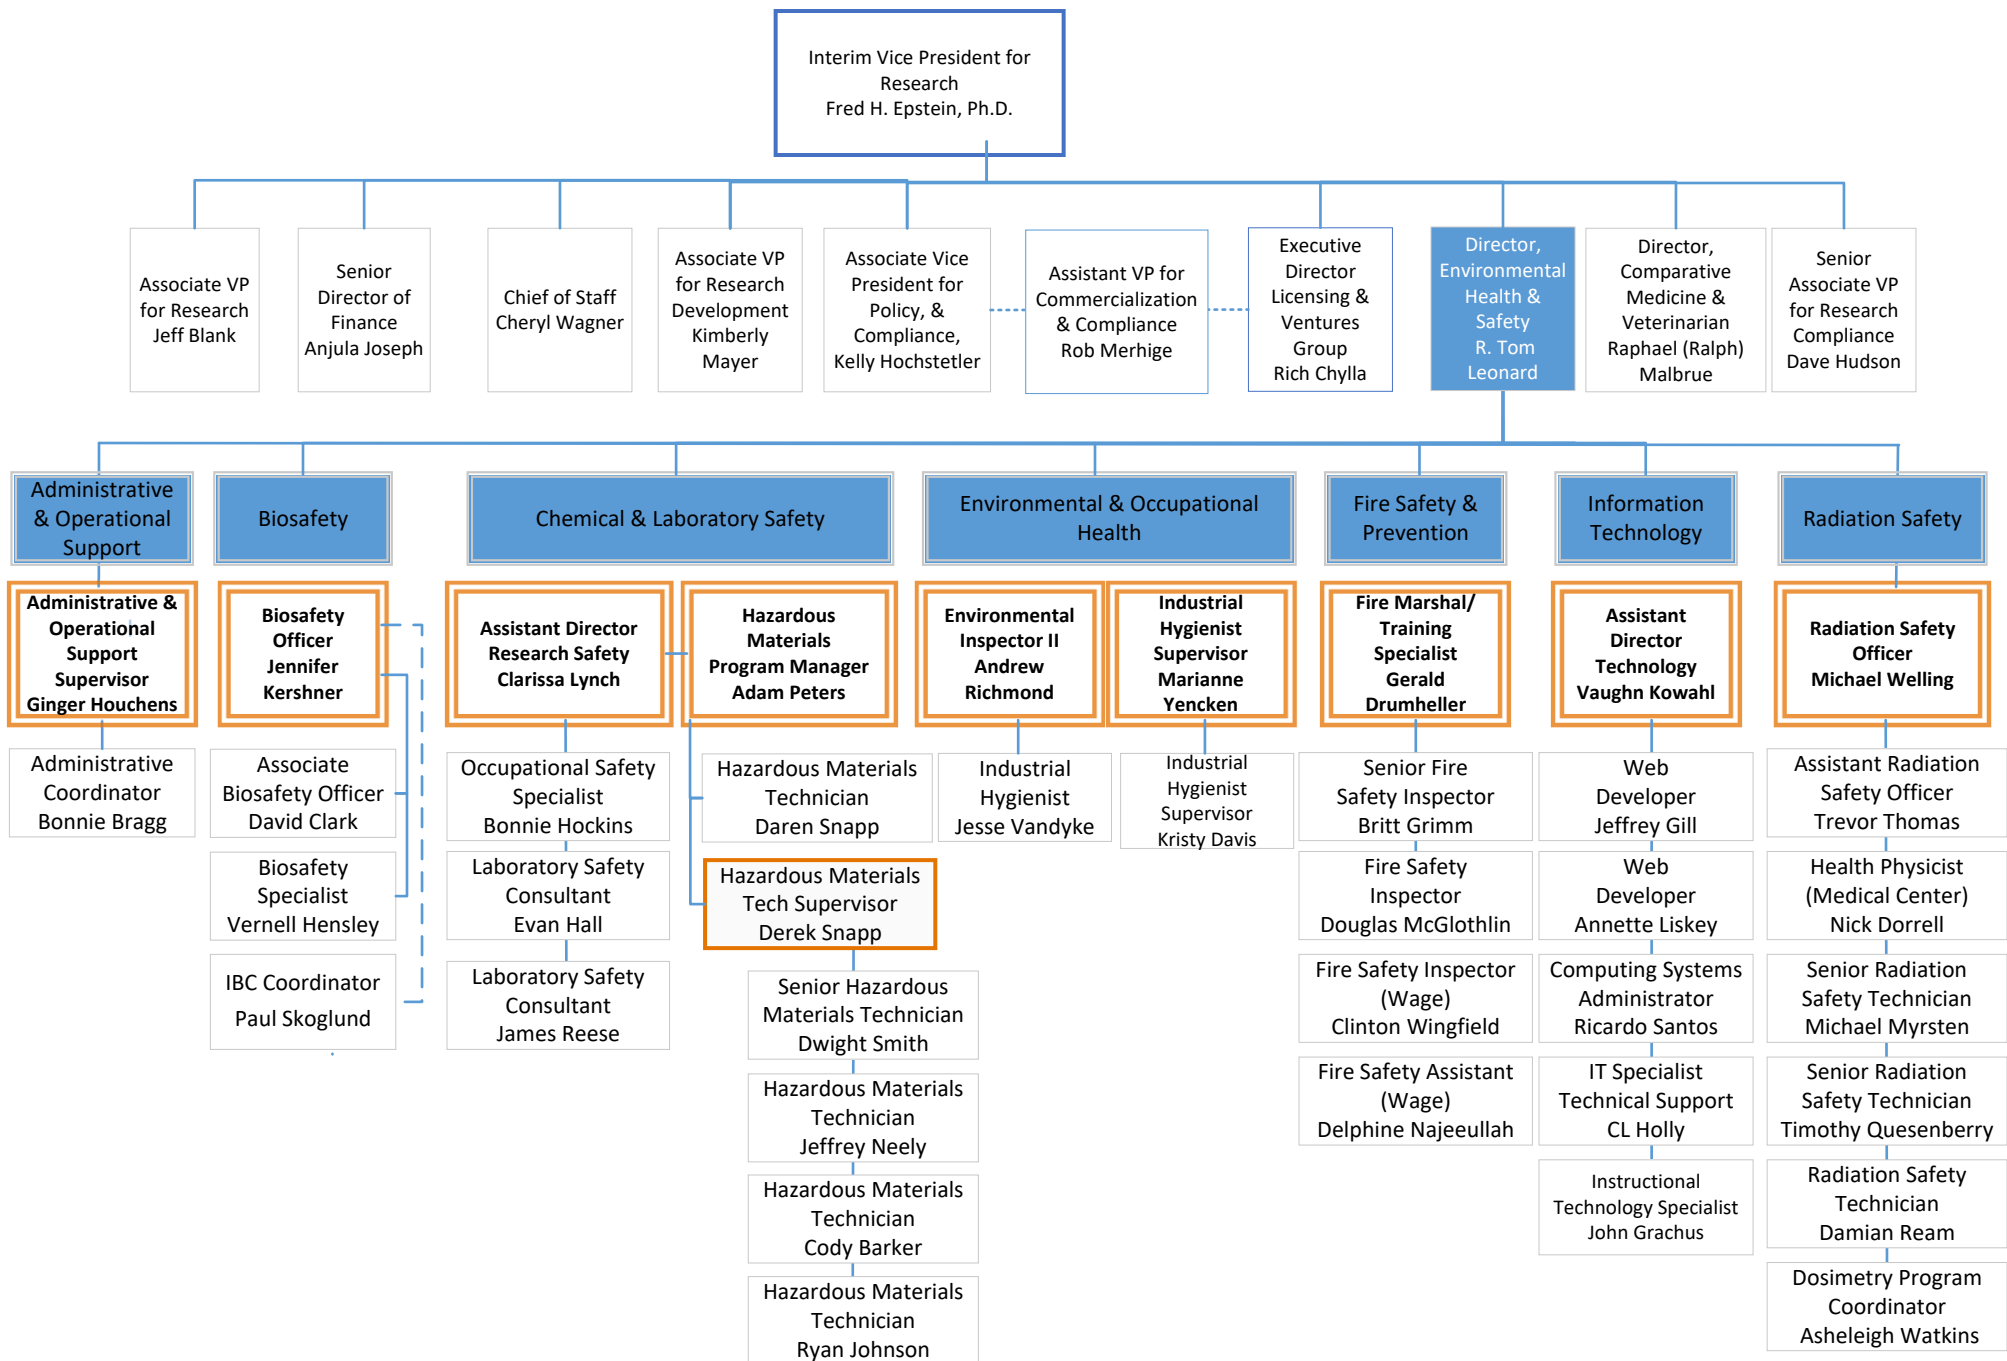 Interim Vice President for
Research
Fred H. Epstein, Ph.D.
Associate VP
for Research
Jeff Blank
Senior
Director of
Finance
Anjula Joseph
Chief of Staff
Cheryl Wagner
Associate VP
for Research
Development
Kimberly
Mayer
Associate Vice
President for
Policy, &
Compliance,
Kelly Hochstetler
Assistant VP for
Commercialization
& Compliance
Rob Merhige
Executive
Director
Licensing &
Ventures
Group
Rich Chylla
Director,
Environmental
Health &
Safety
R. Tom
Leonard
Director,
Comparative
Medicine &
Veterinarian
Raphael (Ralph)
Malbrue
Senior
Associate VP
for Research
Compliance
Dave Hudson
Administrative
& Operational
Support
Biosafety
Chemical & Laboratory Safety
Environmental & Occupational
Health
Fire Safety &
Prevention
Information
Technology
Radiation Safety
Administrative &
Operational
Support
Supervisor
Ginger Houchens
Biosafety
Officer
Jennifer
Kershner
Assistant Director
Research Safety
Clarissa Lynch
Hazardous
Materials
Program Manager
Adam Peters
Environmental
Inspector II
Andrew
Richmond
Industrial
Hygienist
Supervisor
Marianne
Yencken
Fire Marshal/
Training
Specialist
Gerald
Drumheller
Assistant
Director
Technology
Vaughn Kowahl
Radiation Safety
Officer
Michael Welling
Administrative
Coordinator
Bonnie Bragg
Associate
Biosafety Officer
David Clark
Biosafety
Specialist
Vernell Hensley
IBC Coordinator
Paul Skoglund
Occupational Safety
Specialist
Bonnie Hockins
Laboratory Safety
Consultant
Evan Hall
Laboratory Safety
Consultant
James Reese
Hazardous Materials
Technician
Daren Snapp
Hazardous Materials
Tech Supervisor
Derek Snapp
Senior Hazardous
Materials Technician
Dwight Smith
Hazardous Materials
Technician
Jeffrey Neely
Hazardous Materials
Technician
Cody Barker
Hazardous Materials
Technician
Ryan Johnson
Industrial
Hygienist
Jesse Vandyke
Industrial
Hygienist
Supervisor
Kristy Davis
Senior Fire
Safety Inspector
Britt Grimm
Fire Safety
Inspector
Douglas McGlothlin
Fire Safety Inspector
(Wage)
Clinton Wingfield
Fire Safety Assistant
(Wage)
Delphine Najeeullah
Web
Developer
Jeffrey Gill
Web
Developer
Annette Liskey
Computing Systems
Administrator
Ricardo Santos
IT Specialist
Technical Support
CL Holly
Instructional
Technology Specialist
John Grachus
Assistant Radiation
Safety Officer
Trevor Thomas
Health Physicist
(Medical Center)
Nick Dorrell
Senior Radiation
Safety Technician
Michael Myrsten
Senior Radiation
Safety Technician
Timothy Quesenberry
Radiation Safety
Technician
Damian Ream
Dosimetry Program
Coordinator
Asheleigh Watkins